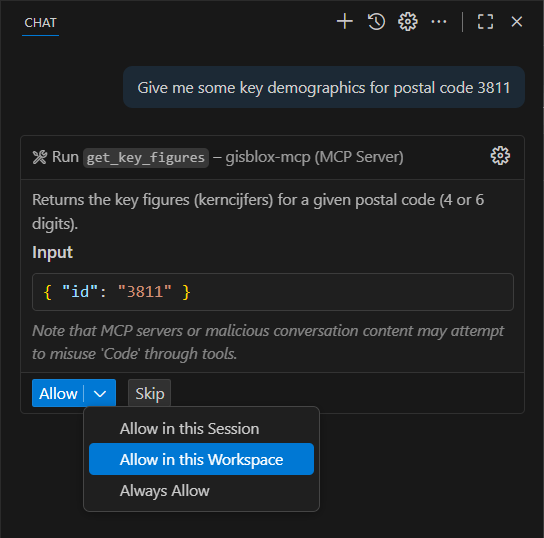 CHAT
Give me some key demographics for postal code 3811
Run get_key_figures – gisblox-mcp (MCP Server)
Returns the key figures (kerncijfers) for a given postal code (4 or 6
digits).
Input
{ "id": "3811" }
Note that MCP servers or malicious conversation content may attempt
to misuse 'Code' through tools.
Allow Skip
Allow in this Session
Allow in this Workspace
Always Allow